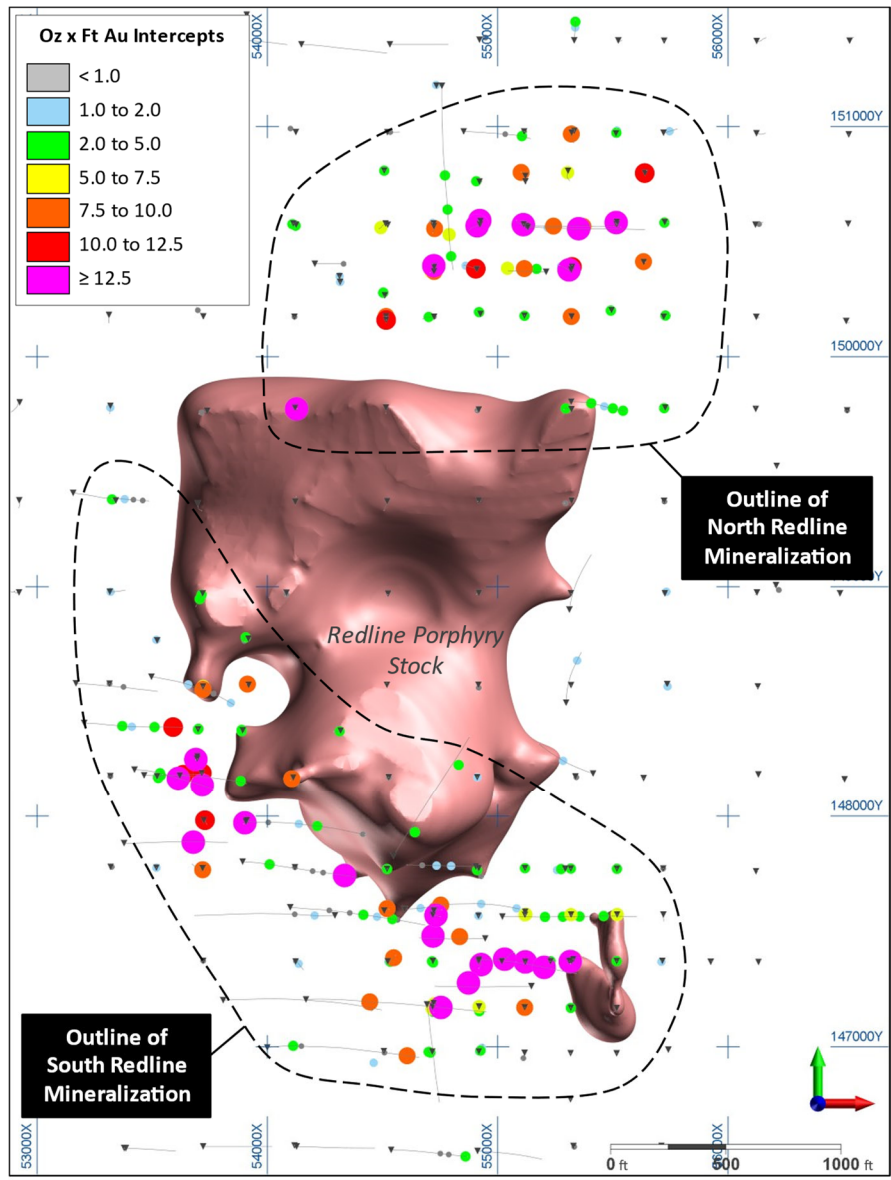 Oz x Ft Au Intercepts
< 1.0
1.0 to 2.0
2.0 to 5.0
5.0 to 7.5
7.5 to 10.0
10.0 to 12.5
≥ 12.5
54000X
55000X
56000X
151000Y
150000Y
Outline of
North Redline
Mineralization
Redline Porphyry
Stock
148000Y
Outline of
South Redline
Mineralization
147000Y
53000X
54000X
55000X
0 ft
500
1000 ft